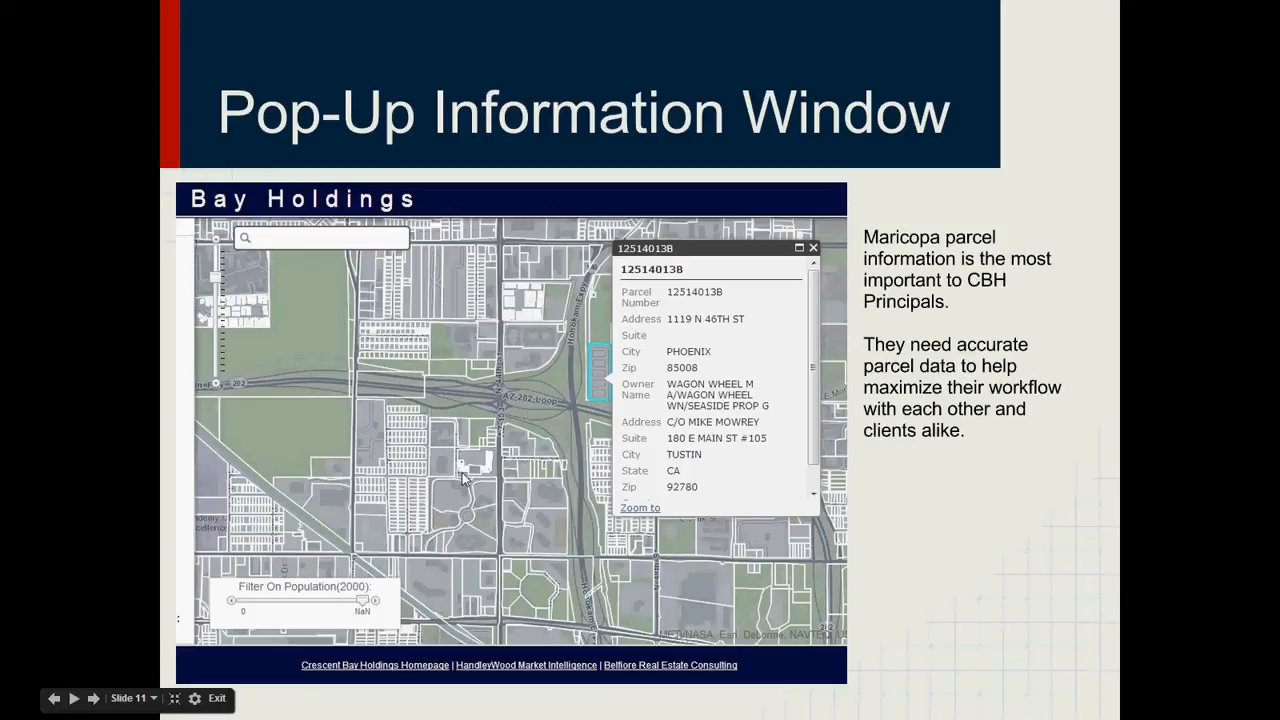 Pop-Up Information Window
Bay Holdings
12514013B
12514013B
Parcel Number 12514013B
Address 1119 N 46TH ST
Suite
City PHOENIX
Zip 85008
Owner Name WAGON WHEEL M
A/WAGON WHEEL
WN/SEASIDE PROP G
Address C/O MIKE MOWREY
Suite 180 E MAIN ST #105
City TUSTIN
State CA
Zip 92780
Zoom to
Maricopa parcel
information is the most
important to CBH
Principals.
They need accurate
parcel data to help
maximize their workflow
with each other and
clients alike.
AZ-202 Loop
202
Filter On Population(2000):
0 NaN
Crescent Bay Holdings Homepage | HandleyWood Market Intelligence | Belfiore Real Estate Consulting
Slide 11 Exit